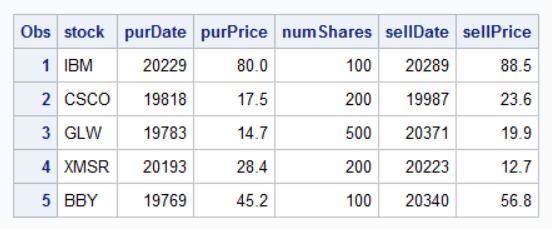 Obs stock purDate purPrice numShares sellDate sellPrice
1 IBM 20229 80.0 100 20289 88.5
2 CSCO 19818 17.5 200 19987 23.6
3 GLW 19783 14.7 500 20371 19.9
4 XMSR 20193 28.4 200 20223 12.7
5 BBY 19769 45.2 100 20340 56.8